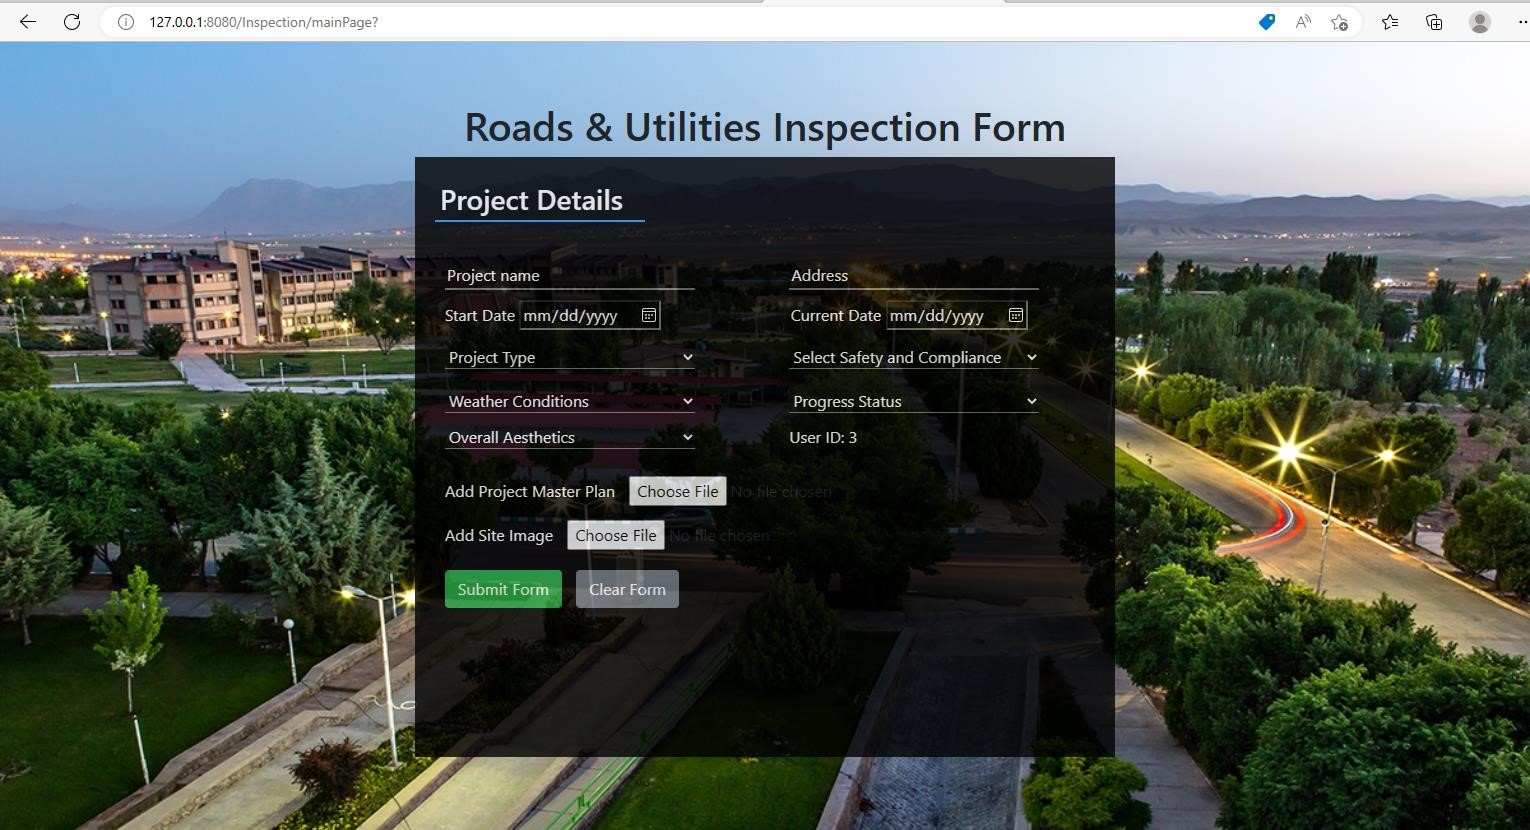 127.0.0.1:8080/Inspection/mainPage?
Roads & Utilities Inspection Form
Project Details
Project name
Address
Start Date mm/dd/yyyy
Current Date mm/dd/yyyy
Project Type
Select Safety and Compliance
Weather Conditions
Progress Status
Overall Aesthetics
User ID: 3
Add Project Master Plan Choose File No file chosen
Add Site Image Choose File No file chosen
Submit Form Clear Form